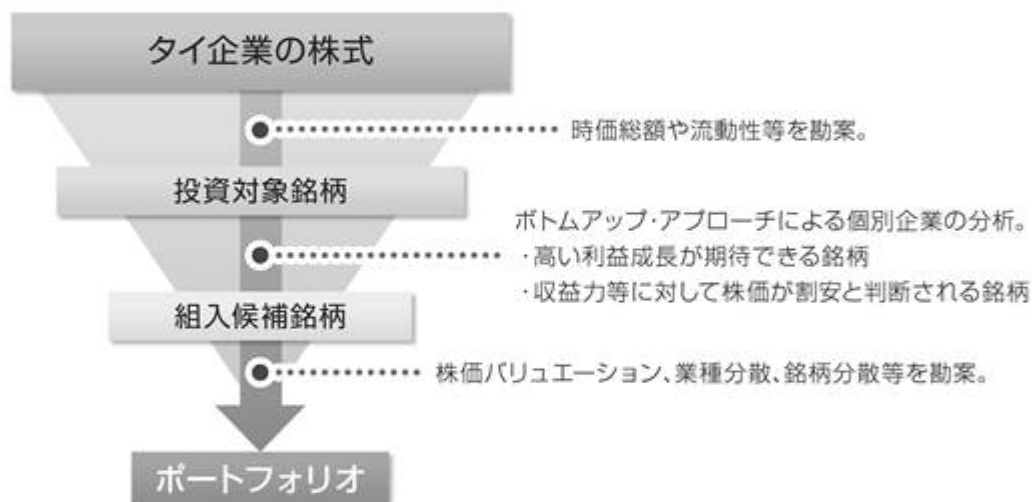 タイ企業の株式
時価総額や流動性等を勘案。
投資対象銘柄
ボトムアップ・アプローチによる個別企業の分析。
・高い利益成長が期待できる銘柄
・収益力等に対して株価が割安と判断される銘柄
組入候補銘柄
株価バリュエーション、業種分散、銘柄分散等を勘案。
ポートフォリオ